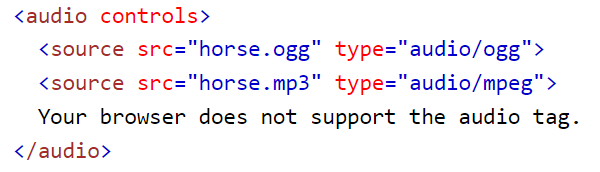 <audio controls>
<source src="horse.ogg" type="audio/ogg">
<source src="horse.mp3" type="audio/mpeg">
Your browser does not support the audio tag.
</audio>